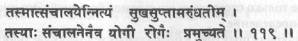 तस्मात्संचालयेन्नित्यं सुखसुप्तामरुंधतीम् ।
तस्याः संचालनेनैव योगी रोगैः प्रमुच्यते ॥ ११९ ॥